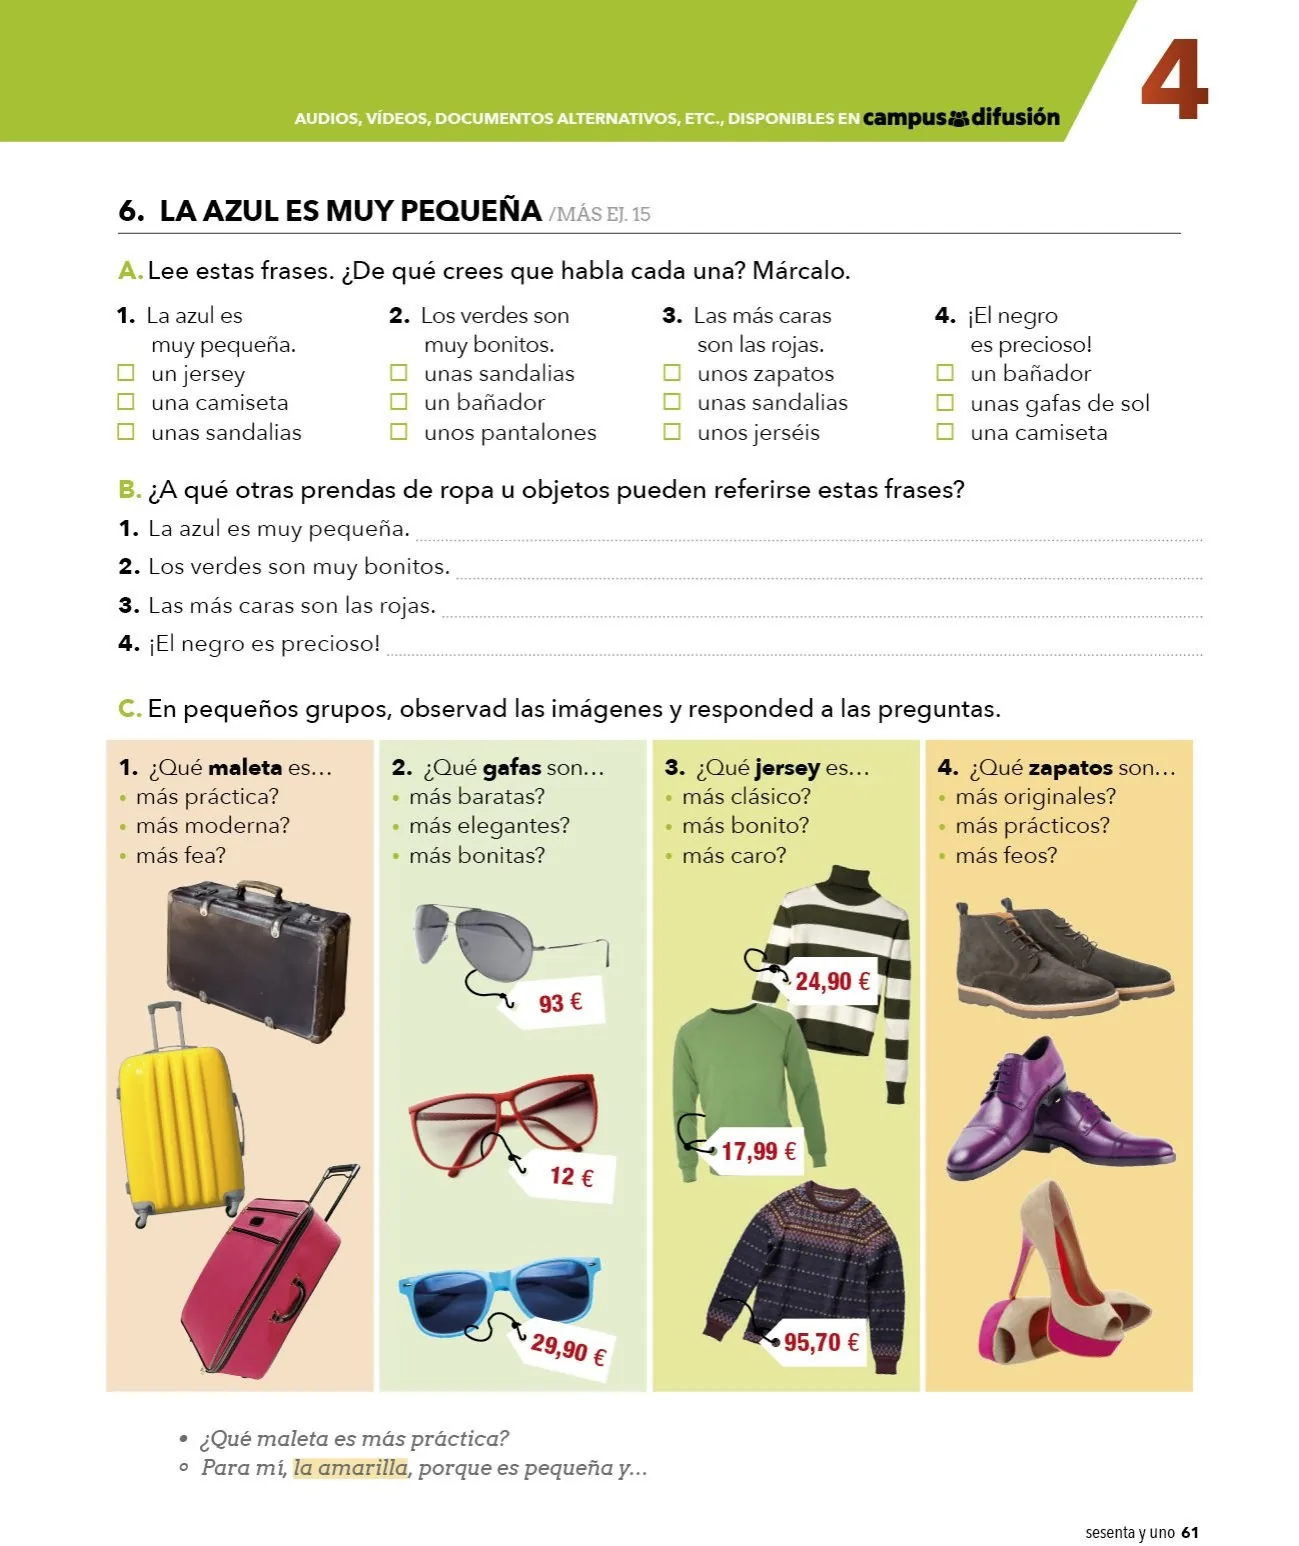 4
AUDIOS, VÍDEOS, DOCUMENTOS ALTERNATIVOS, ETC., DISPONIBLES EN campus difusión
6. LA AZUL ES MUY PEQUEÑA /MÁS EJ. 15
A. Lee estas frases. ¿De qué crees que habla cada una? Márcalo.
1. La azul es
muy pequeña.
un jersey
una camiseta
unas sandalias
2. Los verdes son
muy bonitos.
unas sandalias
un bañador
unos pantalones
3. Las más caras
son las rojas.
unos zapatos
unas sandalias
unos jerséis
4. ¡El negro
es precioso!
un bañador
unas gafas de sol
una camiseta
B. ¿A qué otras prendas de ropa u objetos pueden referirse estas frases?
1. La azul es muy pequeña.
2. Los verdes son muy bonitos.
3. Las más caras son las rojas.
4. ¡El negro es precioso!
C. En pequeños grupos, observad las imágenes y responded a las preguntas.
1. ¿Qué maleta es...
• más práctica?
• más moderna?
• más fea?
2. ¿Qué gafas son...
• más baratas?
• más elegantes?
• más bonitas?
93 €
12 €
29,90 €
3. ¿Qué jersey es...
• más clásico?
• más bonito?
• más caro?
24,90 €
17,99 €
95,70 €
4. ¿Qué zapatos son...
• más originales?
• más prácticos?
• más feos?
• ¿Qué maleta es más práctica?
○ Para mí, la amarilla, porque es pequeña y...
sesenta y uno 61